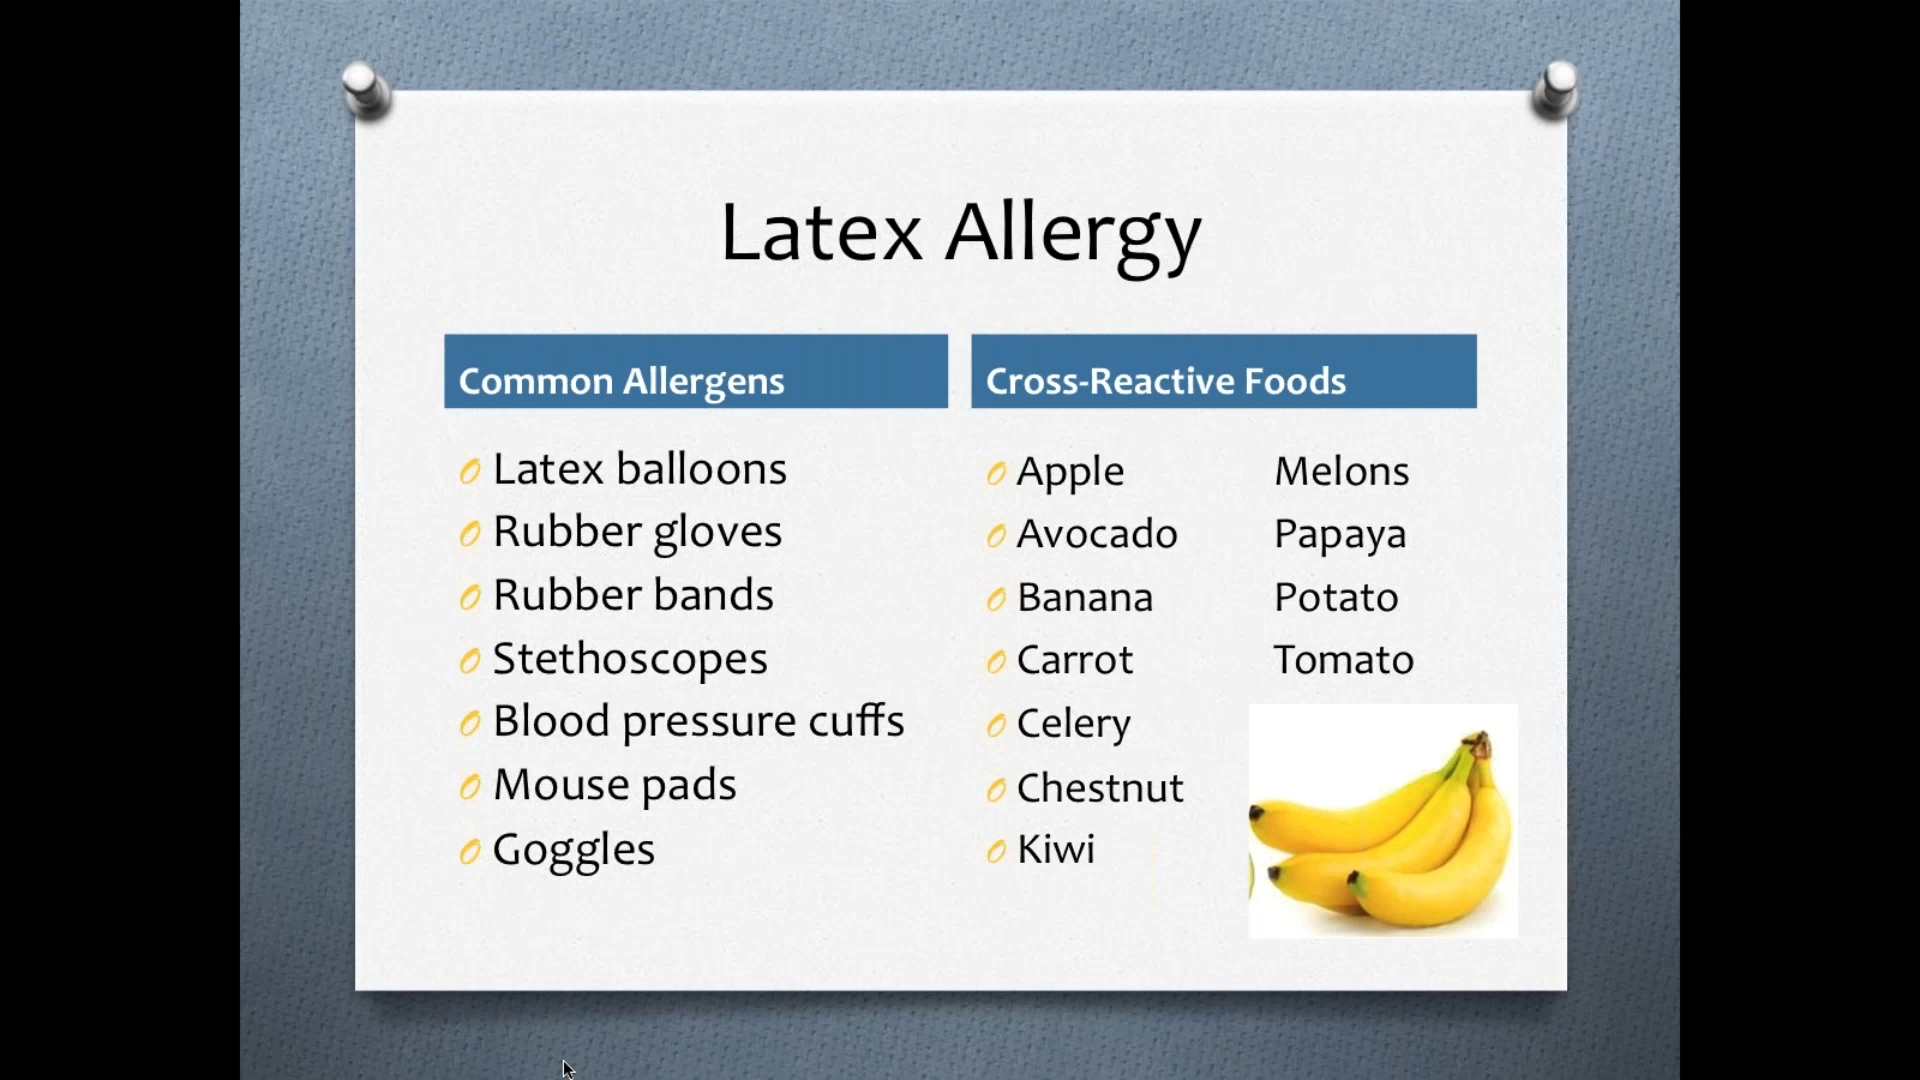 Latex Allergy
Common Allergens
Latex balloons
Rubber gloves
Rubber bands
Stethoscopes
Blood pressure cuffs
Mouse pads
Goggles
Cross-Reactive Foods
Apple Melons
Avocado Papaya
Banana Potato
Carrot Tomato
Celery
Chestnut
Kiwi